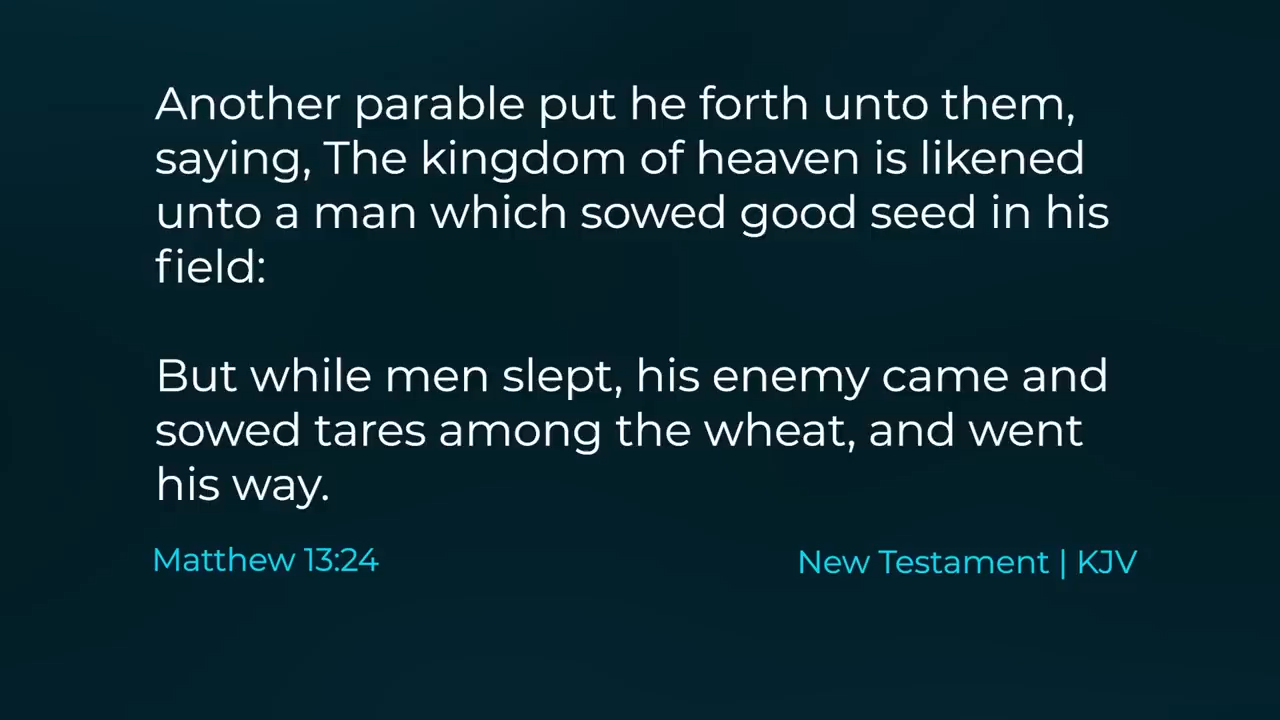 Another parable put he forth unto them,
saying, The kingdom of heaven is likened
unto a man which sowed good seed in his
field:
But while men slept, his enemy came and
sowed tares among the wheat, and went
his way.
Matthew 13:24
New Testament | KJV